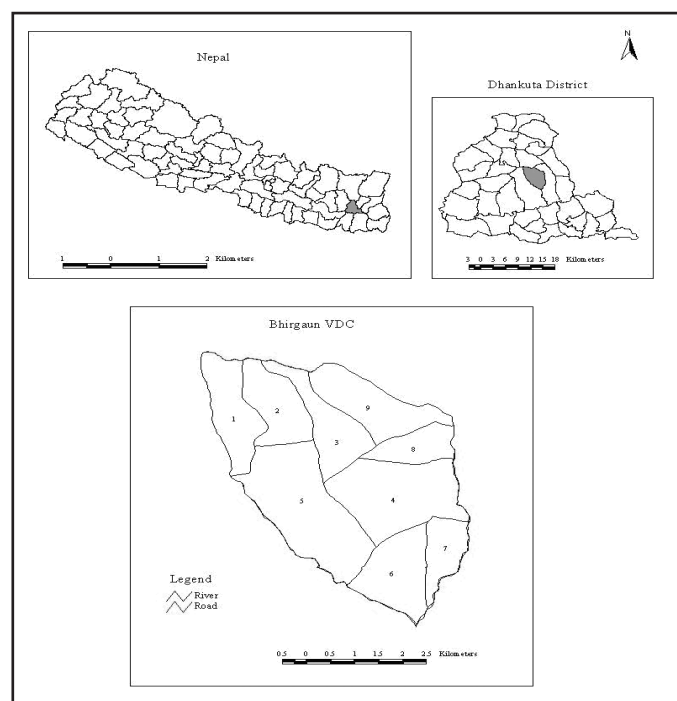 N
Nepal
1 0 1 2 Kilometers
Dhankuta District
3 0 3 6 9 12 15 18 Kilometers
Bhirgaun VDC
1
2
9
3
8
5
4
7
6
Legend
River
Road
0.5 0 0.5 1 1.5 2 2.5 Kilometers